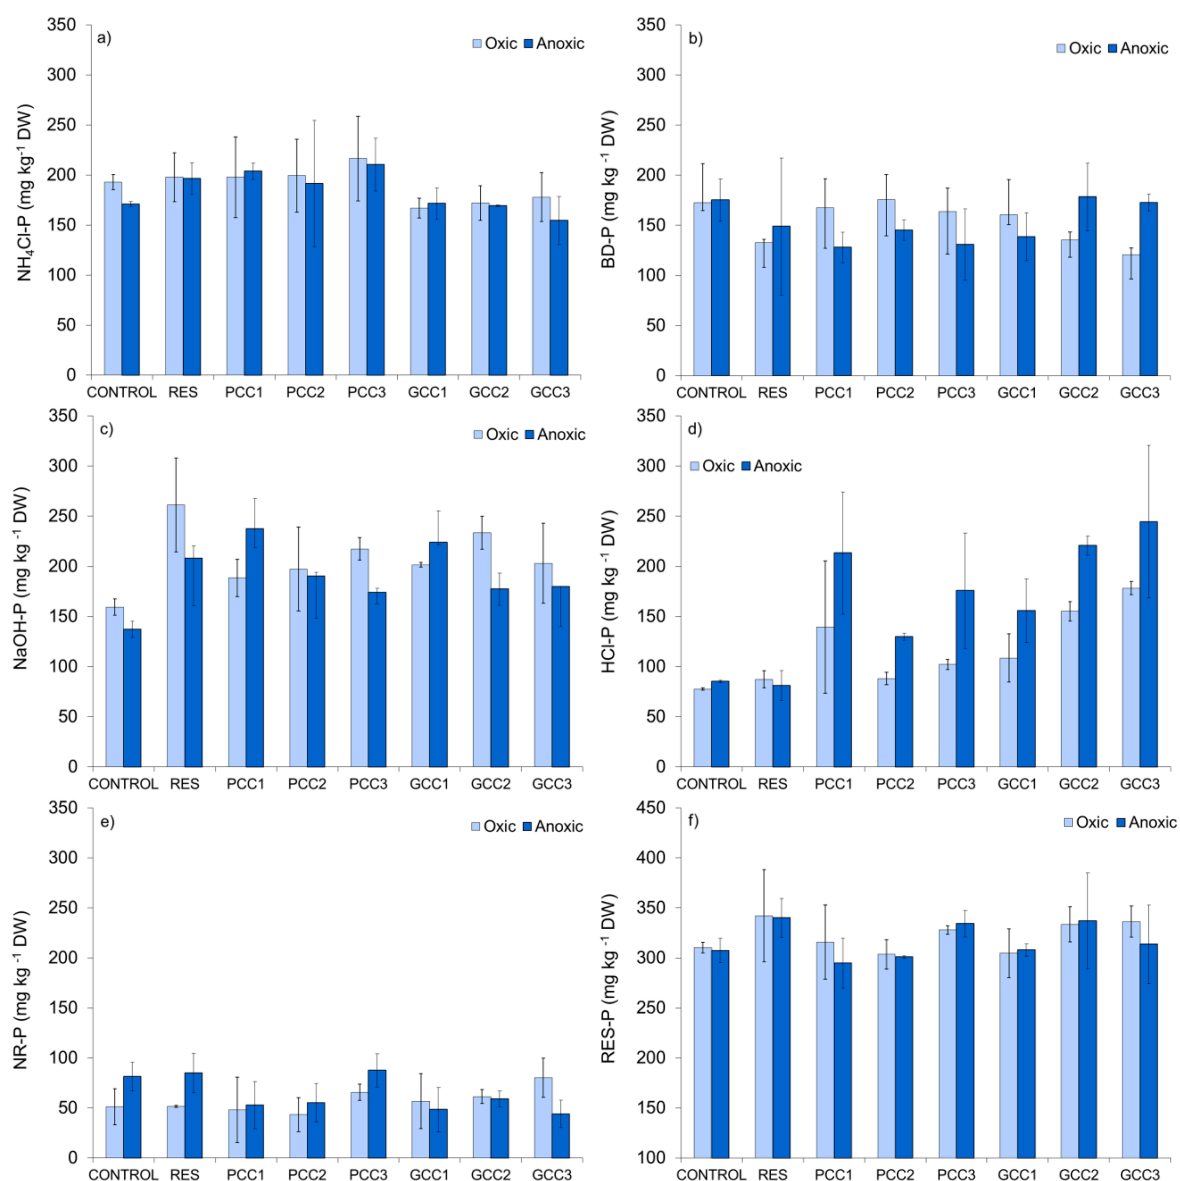 a)
Oxic Anoxic
NH₄Cl-P (mg kg⁻¹ DW)
350
300
250
200
150
100
50
0
CONTROL RES PCC1 PCC2 PCC3 GCC1 GCC2 GCC3
b)
Oxic Anoxic
BD-P (mg kg ⁻¹ DW)
350
300
250
200
150
100
50
0
CONTROL RES PCC1 PCC2 PCC3 GCC1 GCC2 GCC3
c)
Oxic Anoxic
NaOH-P (mg kg ⁻¹ DW)
350
300
250
200
150
100
50
0
CONTROL RES PCC1 PCC2 PCC3 GCC1 GCC2 GCC3
d)
Oxic Anoxic
HCl-P (mg kg ⁻¹ DW)
350
300
250
200
150
100
50
0
CONTROL RES PCC1 PCC2 PCC3 GCC1 GCC2 GCC3
e)
Oxic Anoxic
NR-P (mg kg ⁻¹ DW)
350
300
250
200
150
100
50
0
CONTROL RES PCC1 PCC2 PCC3 GCC1 GCC2 GCC3
f)
Oxic Anoxic
RES-P (mg kg ⁻¹ DW)
450
400
350
300
250
200
150
100
CONTROL RES PCC1 PCC2 PCC3 GCC1 GCC2 GCC3